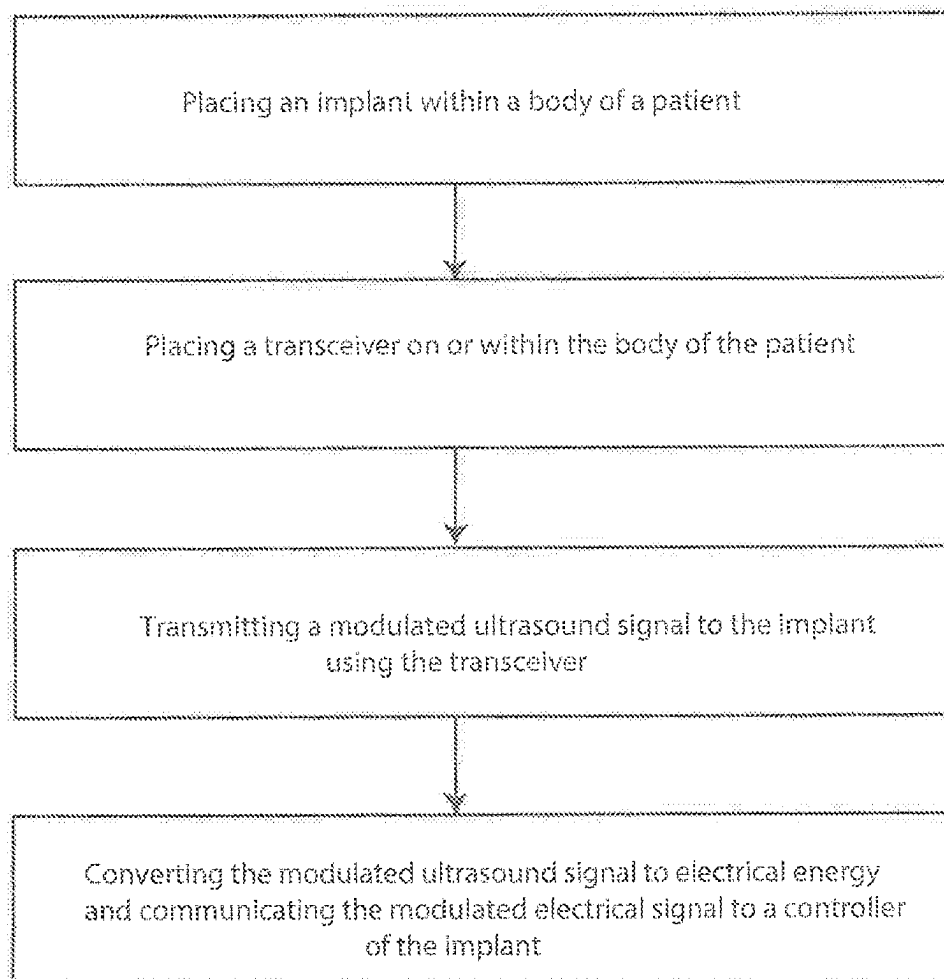 Placing an implant within a body of a patient
Placing a transceiver on or within the body of the patient
Transmitting a modulated ultrasound signal to the implant
using the transceiver
Converting the modulated ultrasound signal to electrical energy
and communicating the modulated electrical signal to a controller
of the implant